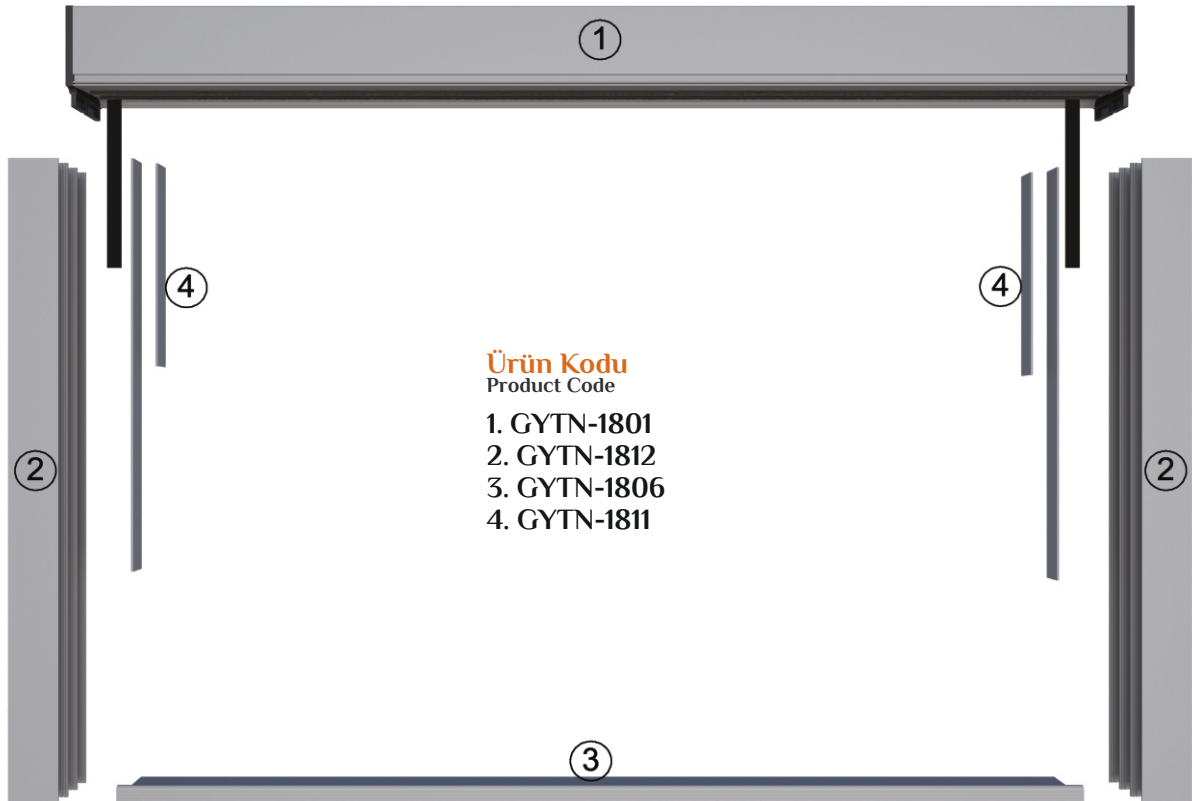 1
4
4
Ürün Kodu
Product Code
1. GYTN-1801
2. GYTN-1812
3. GYTN-1806
4. GYTN-1811
2
2
3